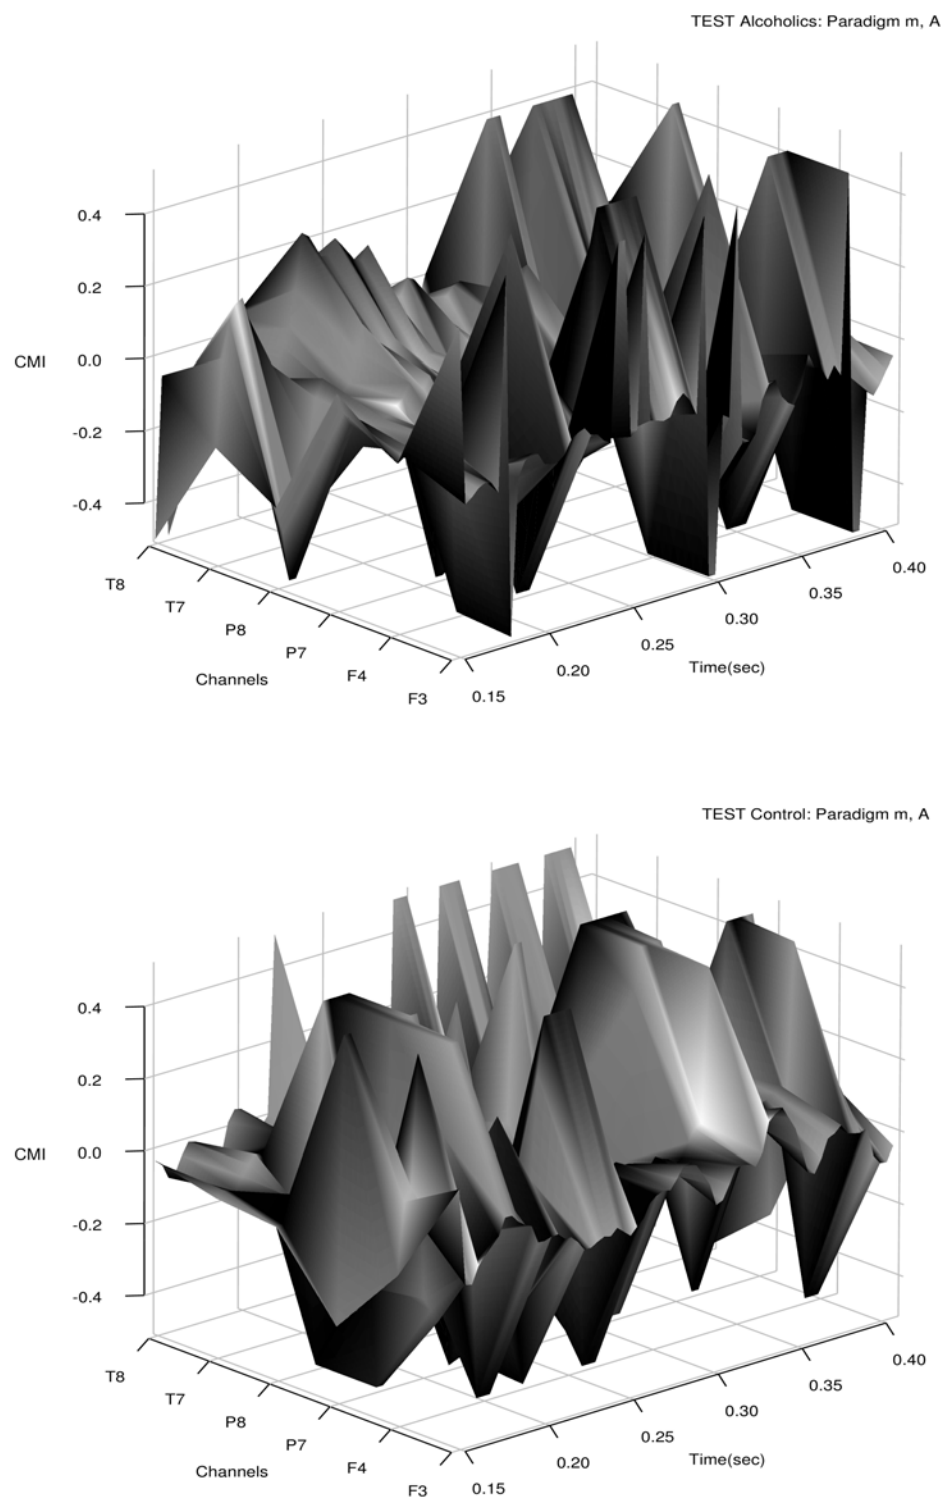 TEST Alcoholics: Paradigm m, A
0.4
0.2
0.0
CMI
-0.2
-0.4
T8
T7
P8
P7
F4
F3
Channels
0.15
0.20
0.25
0.30
0.35
0.40
Time(sec)
TEST Control: Paradigm m, A
0.4
0.2
0.0
CMI
-0.2
-0.4
T8
T7
P8
P7
F4
F3
Channels
0.15
0.20
0.25
0.30
0.35
0.40
Time(sec)